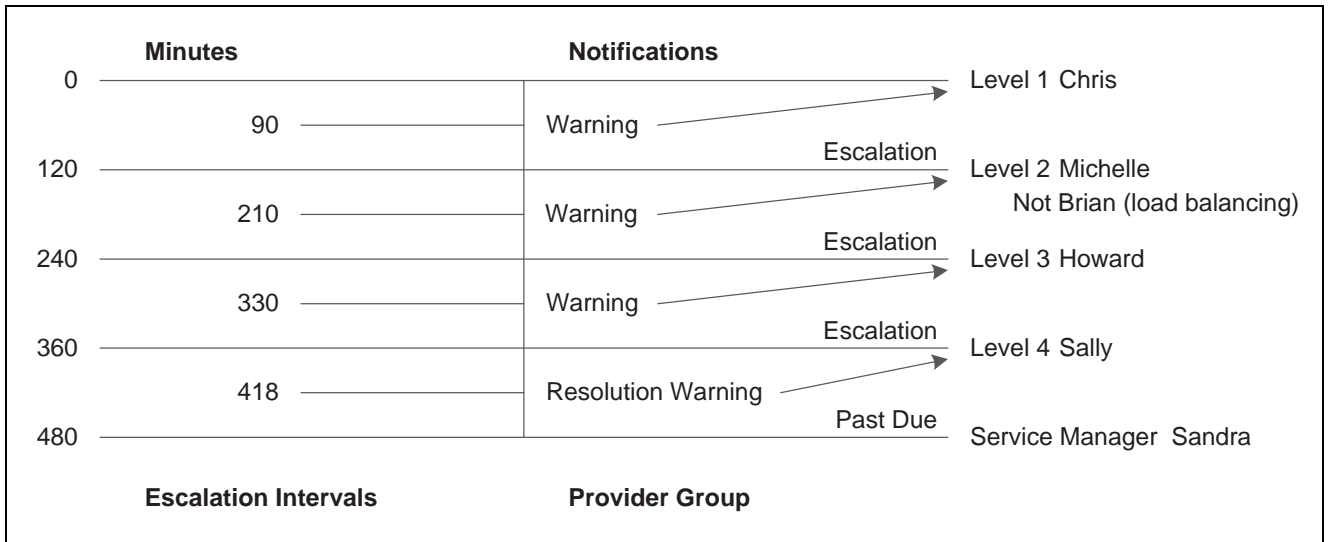 Minutes Notifications
0 Level 1 Chris
90 Warning
Escalation
120 Level 2 Michelle
Not Brian (load balancing)
210 Warning
Escalation
240 Level 3 Howard
330 Warning
Escalation
360 Level 4 Sally
418 Resolution Warning
Past Due
480 Service Manager Sandra
Escalation Intervals Provider Group